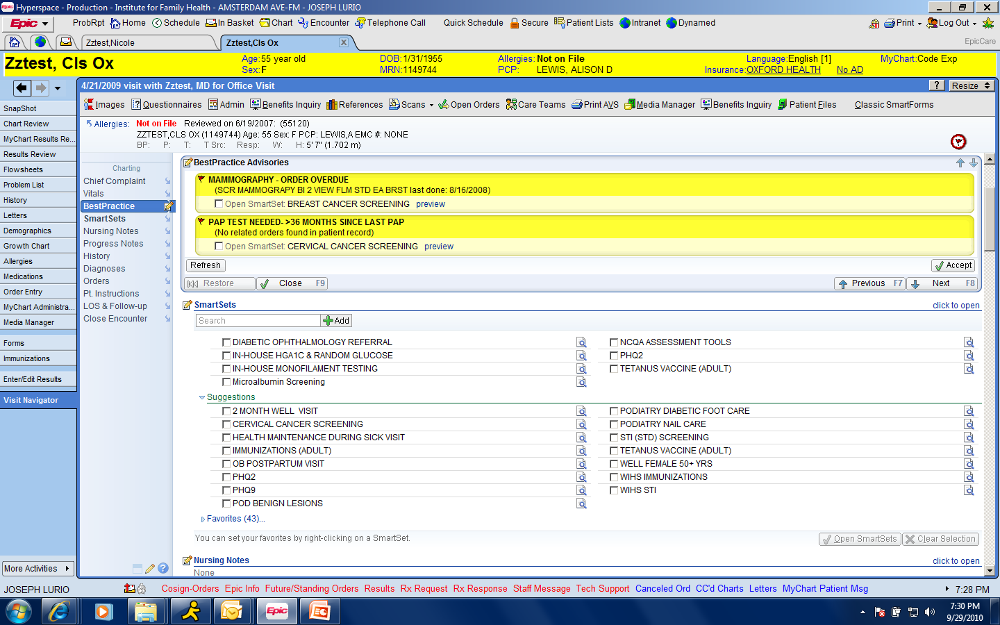 Hyperspace - Production - Institute for Family Health - AMSTERDAM AVE-FM - JOSEPH LURIO
Epic ProbRpt Home Schedule In Basket Chart Encounter Telephone Call Quick Schedule Secure Patient Lists Intranet Dynamed Print Log Out
Zztest,Nicole Zztest,Cls Ox EpicCare
Zztest, Cls Ox Age:55 year old DOB:1/31/1955 Allergies: Not on File Language:English [1] MyChart:Code Exp
Sex:F MRN:1149744 PCP: LEWIS, ALISON D Insurance:OXFORD HEALTH No AD
4/21/2009 visit with Zztest, MD for Office Visit ? Resize
Images Questionnaires Admin Benefits Inquiry References Scans Open Orders Care Teams Print AVS Media Manager Benefits Inquiry Patient Files Classic SmartForms
Allergies: Not on File Reviewed on 6/19/2007: (55120)
ZZTEST,CLS OX (1149744) Age: 55 Sex: F PCP: LEWIS,A EMC #: NONE
BP: P: T: T Src: Resp: W: H: 5' 7" (1.702 m)
SnapShot
Chart Review
MyChart Results Re...
Results Review
Flowsheets
Problem List
History
Letters
Demographics
Growth Chart
Allergies
Medications
Order Entry
MyChart Administra...
Media Manager
Forms
Immunizations
Enter/Edit Results
Visit Navigator
More Activities
Charting
Chief Complaint
Vitals
BestPractice
SmartSets
Nursing Notes
Progress Notes
History
Diagnoses
Orders
Pt. Instructions
LOS & Follow-up
Close Encounter
BestPractice Advisories
MAMMOGRAPHY - ORDER OVERDUE
(SCR MAMMOGRAPY BI 2 VIEW FLM STD EA BRST last done: 8/16/2008)
Open SmartSet: BREAST CANCER SCREENING preview
PAP TEST NEEDED- >36 MONTHS SINCE LAST PAP
(No related orders found in patient record)
Open SmartSet: CERVICAL CANCER SCREENING preview
Refresh Accept
Restore Close F9 Previous F7 Next F8
SmartSets click to open
Search Add
DIABETIC OPHTHALMOLOGY REFERRAL NCQA ASSESSMENT TOOLS
IN-HOUSE HGA1C & RANDOM GLUCOSE PHQ2
IN-HOUSE MONOFILAMENT TESTING TETANUS VACCINE (ADULT)
Microalbumin Screening
Suggestions
2 MONTH WELL VISIT PODIATRY DIABETIC FOOT CARE
CERVICAL CANCER SCREENING PODIATRY NAIL CARE
HEALTH MAINTENANCE DURING SICK VISIT STI (STD) SCREENING
IMMUNIZATIONS (ADULT) TETANUS VACCINE (ADULT)
OB POSTPARTUM VISIT WELL FEMALE 50+ YRS
PHQ2 WIHS IMMUNIZATIONS
PHQ9 WIHS STI
POD BENIGN LESIONS
Favorites (43)...
You can set your favorites by right-clicking on a SmartSet. Open SmartSets Clear Selection
Nursing Notes click to open
None
JOSEPH LURIO Cosign-Orders Epic Info Future/Standing Orders Results Rx Request Rx Response Staff Message Tech Support Canceled Ord CC'd Charts Letters MyChart Patient Msg 7:28 PM
Epic 7:30 PM
9/29/2010